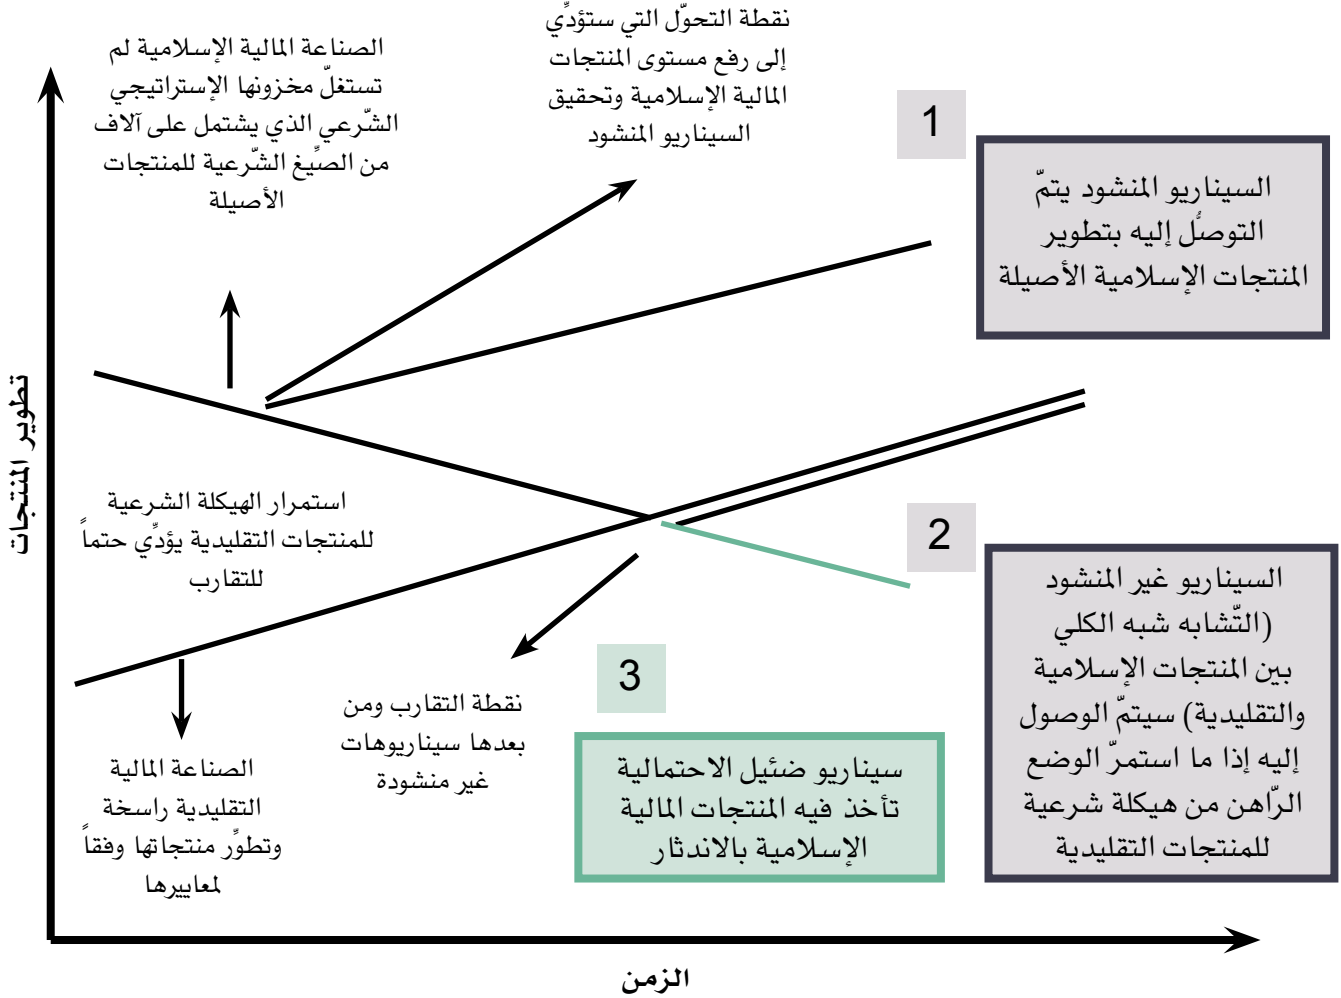 نقطة التحوّل التي ستؤدِّي
إلى رفع مستوى المنتجات
المالية الإسلامية وتحقيق
السيناريو المنشود
الصناعة المالية الإسلامية لم
تستغلّ مخزونها الإستراتيجي
الشّرعي الذي يشتمل على آلاف
من الصِّيغ الشّرعية للمنتجات
الأصيلة
1
السيناريو المنشود يتمّ
التوصُّل إليه بتطوير
المنتجات الإسلامية الأصيلة
تطوير المنتجات
استمرار الهيكلة الشرعية
للمنتجات التقليدية يؤدِّي حتماً
للتقارب
2
السيناريو غير المنشود
(التّشابه شبه الكلي
بين المنتجات الإسلامية
والتقليدية) سيتمّ الوصول
إليه إذا ما استمرّ الوضع
الرّاهن من هيكلة شرعية
للمنتجات التقليدية
3
سيناريو ضئيل الاحتمالية
تأخذ فيه المنتجات المالية
الإسلامية بالاندثار
نقطة التقارب ومن
بعدها سيناريوهات
غير منشودة
الصناعة المالية
التقليدية راسخة
وتطوِّر منتجاتها وفقاً
لمعاييرها
الزمن